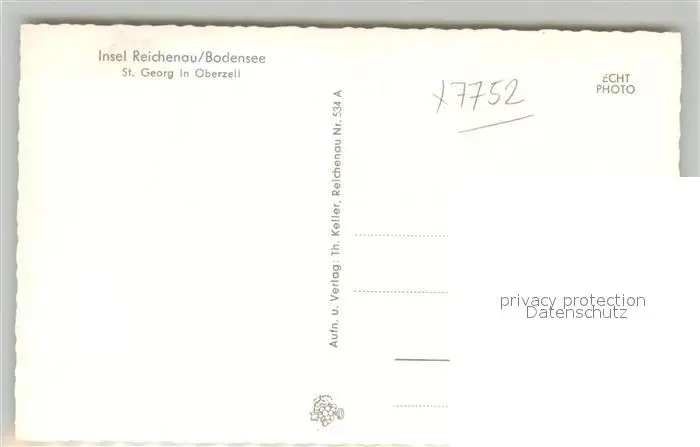 Insel Reichenau/Bodensee
St. Georg in Oberzell
x7752
ECHT
PHOTO
Aufn. u. Verlag: Th. Keller, Reichenau Nr. 534 A
privacy protection
Datenschutz